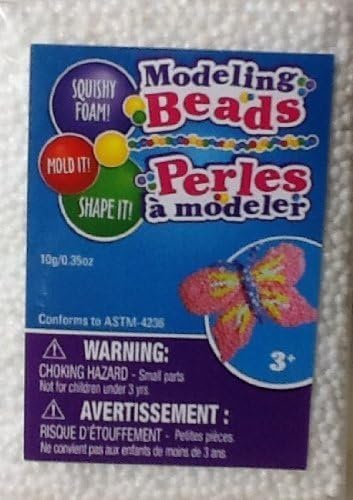 SQUISHY
FOAM!
Modeling
Beads
MOLD IT!
SHAPE IT!
Perles
à modeler
10g/0.35oz
Conforms to ASTM-4236
3+
WARNING:
CHOKING HAZARD - Small parts
Not for children under 3 yrs.
AVERTISSEMENT :
RISQUE D'ÉTOUFFEMENT - Petites pièces.
Ne convient pas aux enfants de moins de 3 ans.